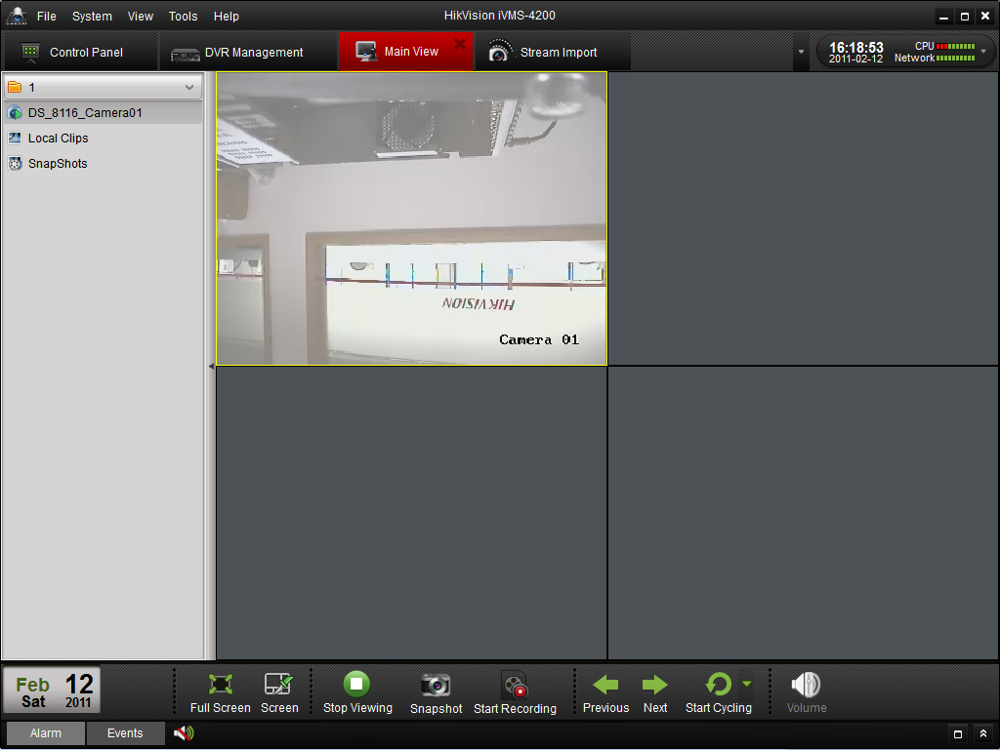 File System View Tools Help HikVision iVMS-4200
Control Panel DVR Management Main View Stream Import
16:18:53 CPU
2011-02-12 Network
1
DS_8116_Camera01
Local Clips
SnapShots
HIKVISION
Camera 01
Feb 12
Sat 2011
Full Screen Screen Stop Viewing Snapshot Start Recording Previous Next Start Cycling Volume
Alarm Events